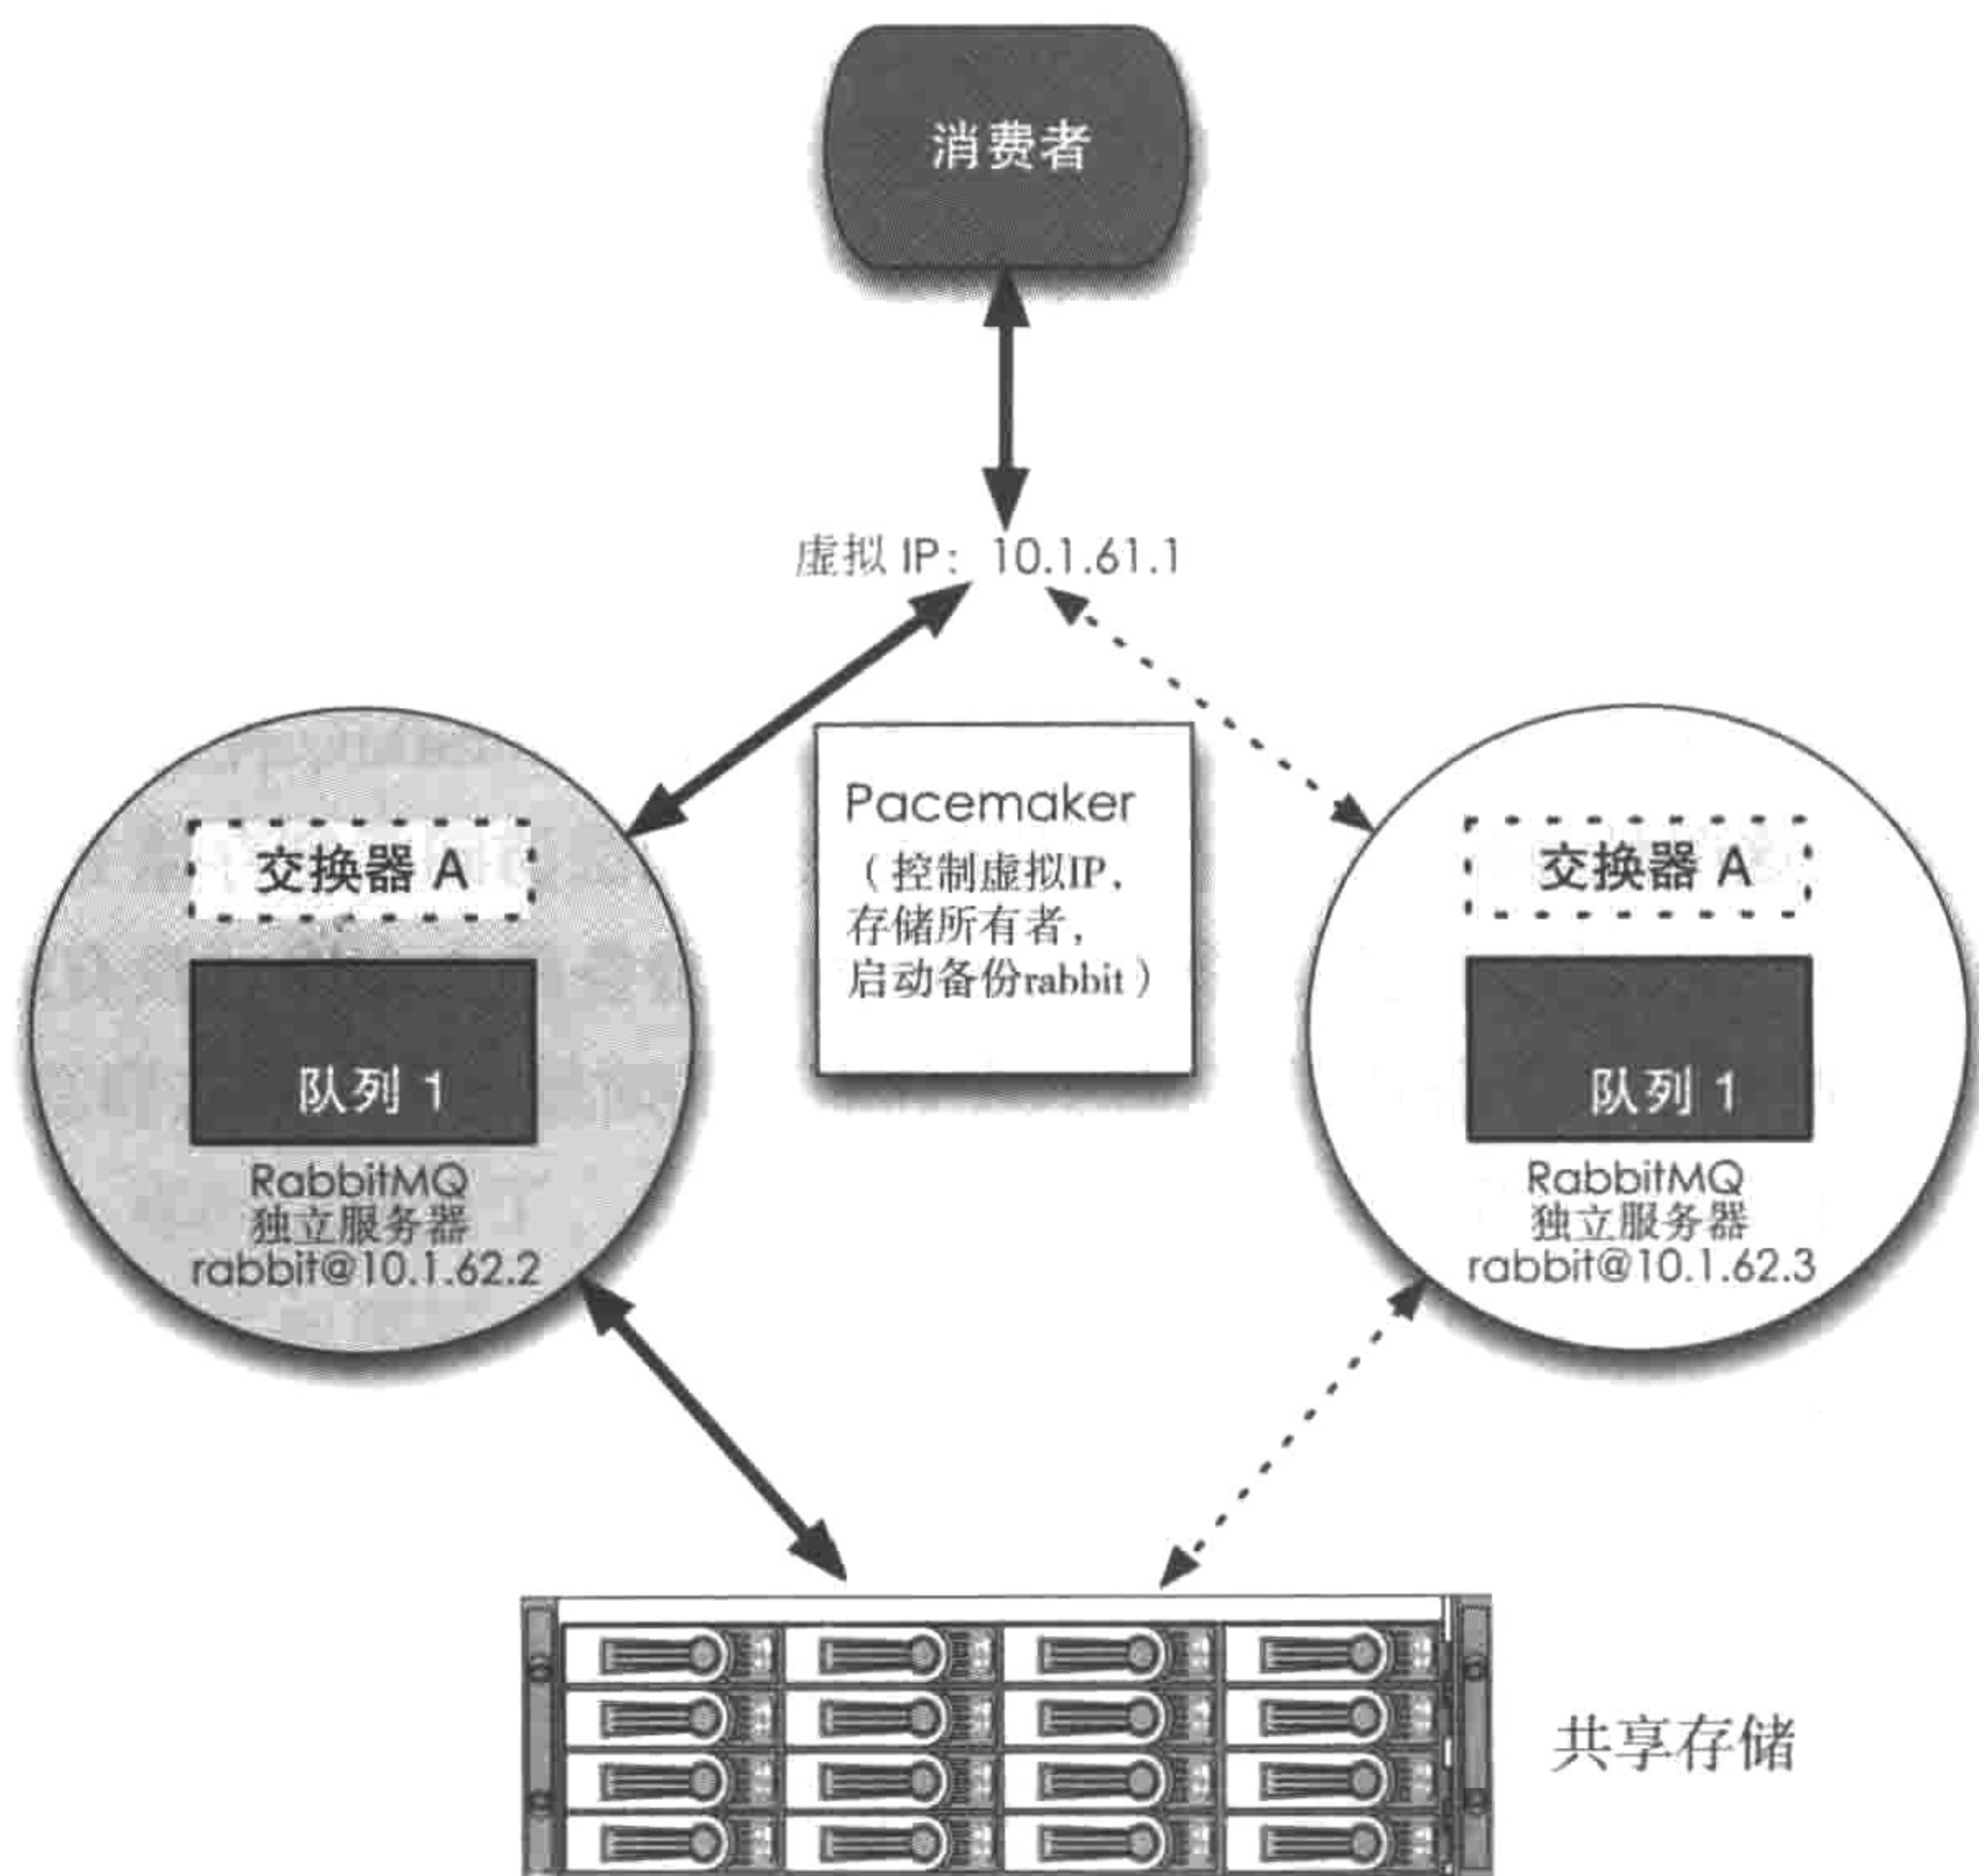 消费者
虚拟 IP：10.1.61.1
Pacemaker
（控制虚拟IP，
存储所有者，
启动备份rabbit）
交换器 A
队列 1
RabbitMQ
独立服务器
rabbit@10.1.62.2
交换器 A
队列 1
RabbitMQ
独立服务器
rabbit@10.1.62.3
共享存储